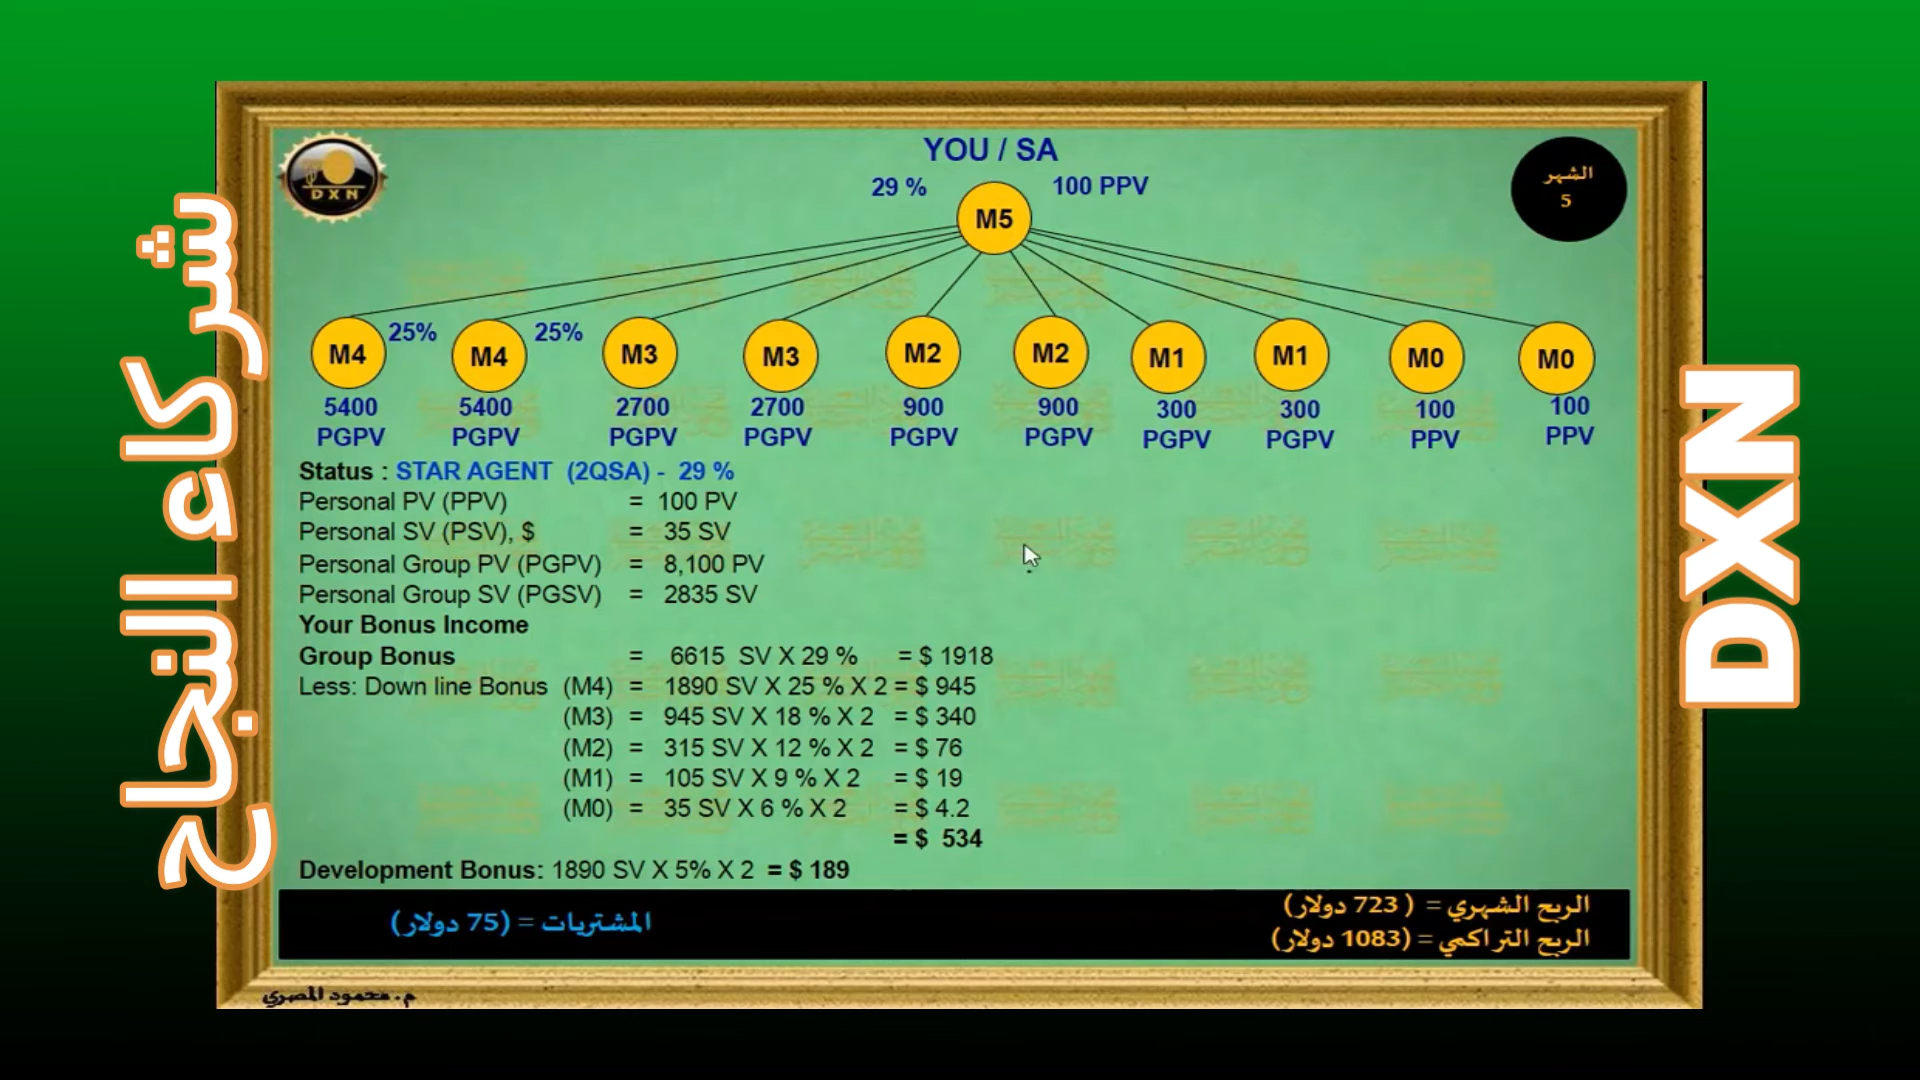 شركاء النجاح
DXN
DXN
الشهر
5
YOU / SA
29 % 100 PPV
M5
25% 25%
M4 M4 M3 M3 M2 M2 M1 M1 M0 M0
5400 5400 2700 2700 900 900 300 300 100 100
PGPV PGPV PGPV PGPV PGPV PGPV PGPV PGPV PPV PPV
Status : STAR AGENT (2QSA) - 29 %
Personal PV (PPV) = 100 PV
Personal SV (PSV), $ = 35 SV
Personal Group PV (PGPV) = 8,100 PV
Personal Group SV (PGSV) = 2835 SV
Your Bonus Income
Group Bonus = 6615 SV X 29 % = $ 1918
Less: Down line Bonus (M4) = 1890 SV X 25 % X 2 = $ 945
(M3) = 945 SV X 18 % X 2 = $ 340
(M2) = 315 SV X 12 % X 2 = $ 76
(M1) = 105 SV X 9 % X 2 = $ 19
(M0) = 35 SV X 6 % X 2 = $ 4.2
= $ 534
Development Bonus: 1890 SV X 5% X 2 = $ 189
الربح الشهري = ( 723 دولار)
المشتريات = (75 دولار)
الربح التراكمي = (1083 دولار)
م. محمود المصري